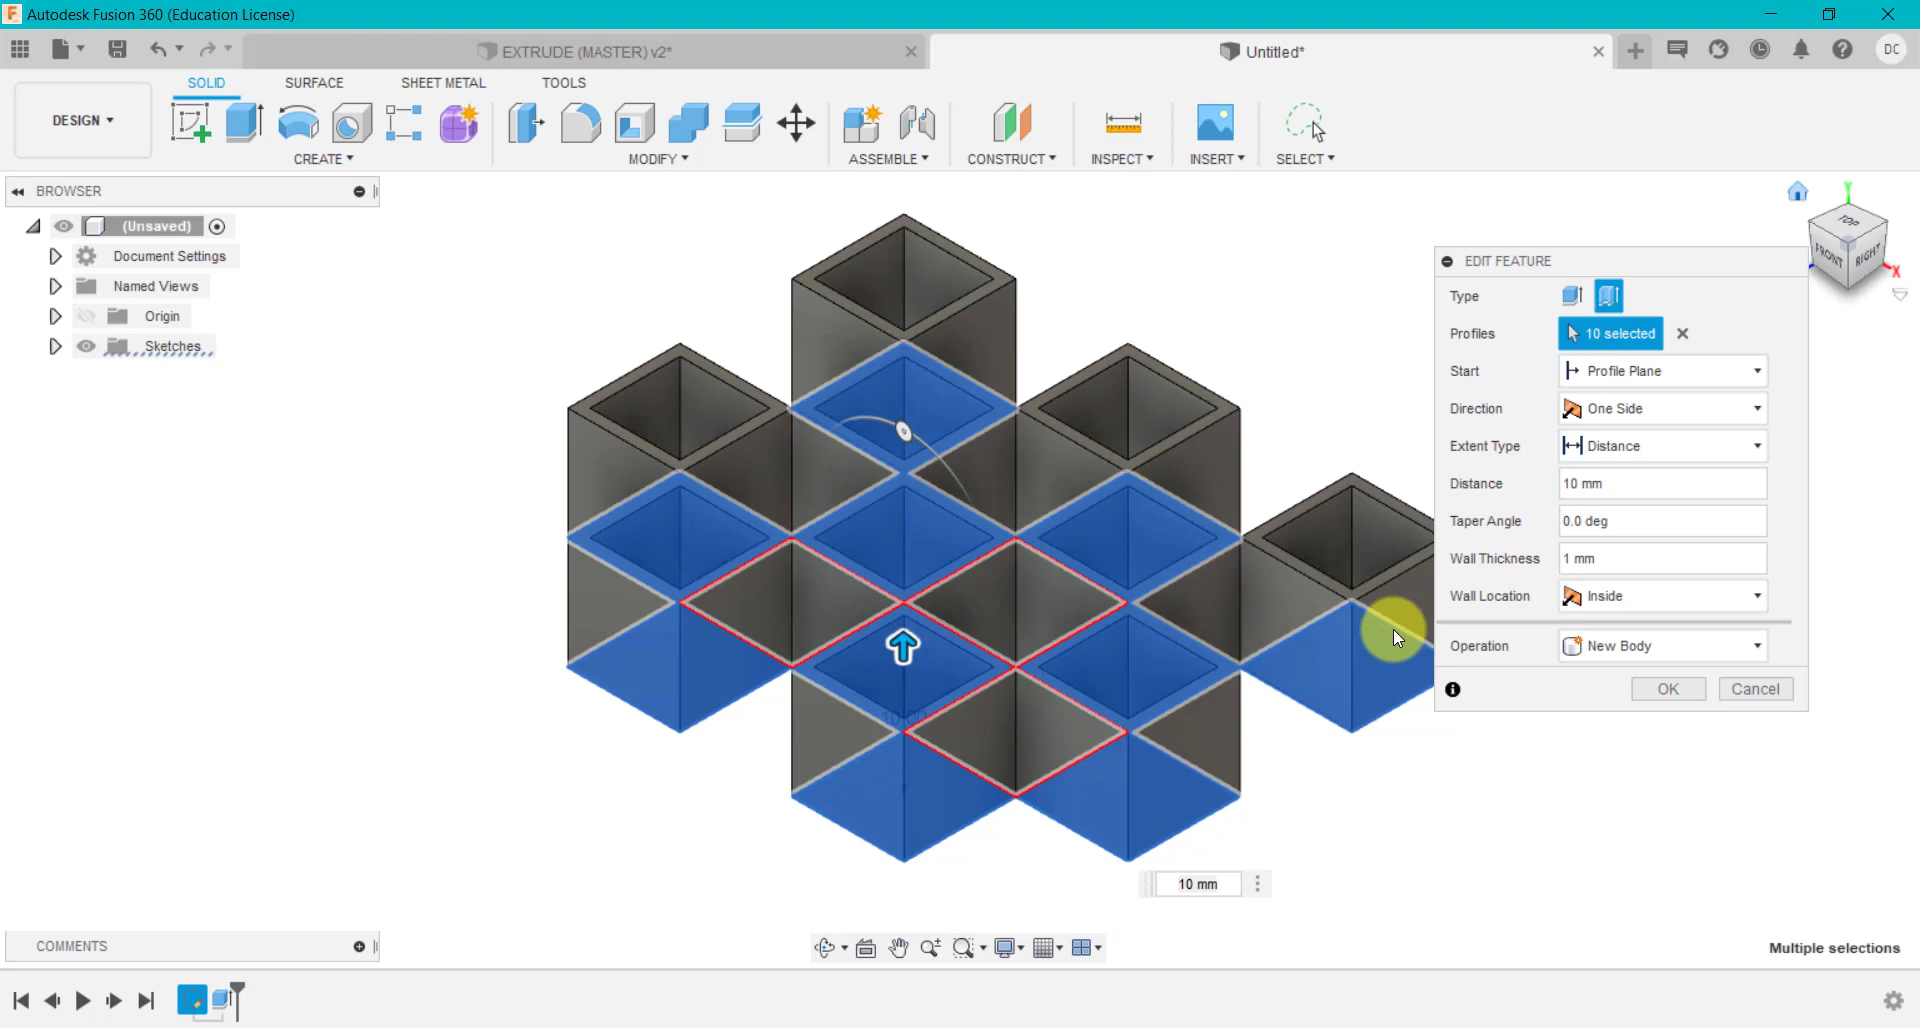 Autodesk Fusion 360 (Education License)
EXTRUDE (MASTER) v2*
Untitled*
DC
DESIGN
SOLID
SURFACE
SHEET METAL
TOOLS
CREATE
MODIFY
ASSEMBLE
CONSTRUCT
INSPECT
INSERT
SELECT
BROWSER
(Unsaved)
Document Settings
Named Views
Origin
Sketches
Y
TOP
FRONT
RIGHT
X
EDIT FEATURE
Type
Profiles
10 selected
Start
Profile Plane
Direction
One Side
Extent Type
Distance
Distance
10 mm
Taper Angle
0.0 deg
Wall Thickness
1 mm
Wall Location
Inside
Operation
New Body
OK
Cancel
10.00
10 mm
COMMENTS
Multiple selections